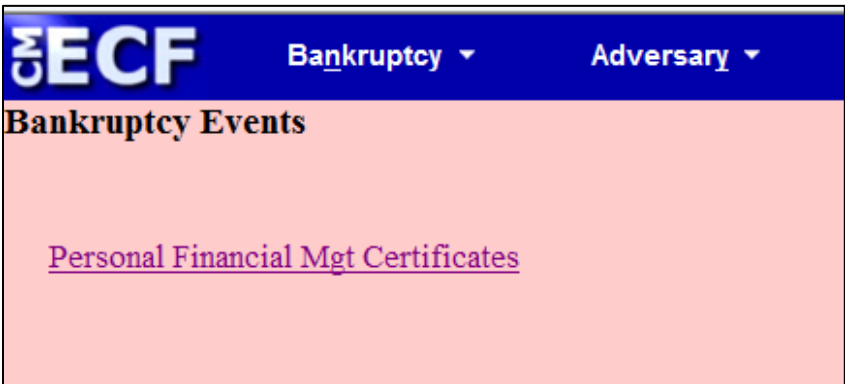 CM ECF Bankruptcy Adversary
Bankruptcy Events
Personal Financial Mgt Certificates